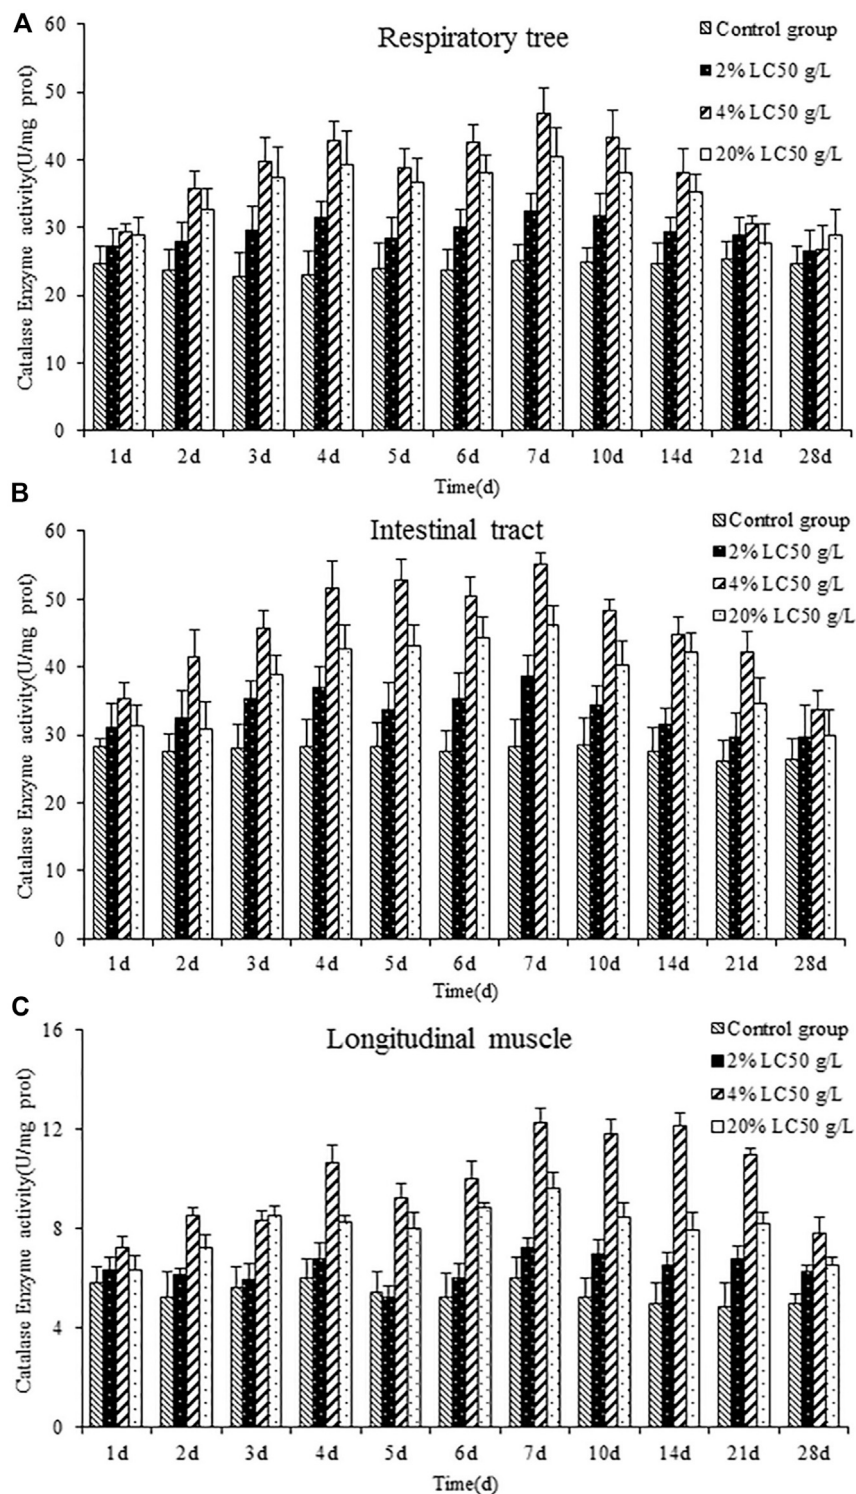 A
Respiratory tree
Control group
2% LC50 g/L
4% LC50 g/L
20% LC50 g/L
Catalase Enzyme activity(U/mg prot)
60
50
40
30
20
10
0
1d 2d 3d 4d 5d 6d 7d 10d 14d 21d 28d
Time(d)
B
Intestinal tract
Control group
2% LC50 g/L
4% LC50 g/L
20% LC50 g/L
Catalase Enzyme activity(U/mg prot)
60
50
40
30
20
10
0
1d 2d 3d 4d 5d 6d 7d 10d 14d 21d 28d
Time(d)
C
Longitudinal muscle
Control group
2% LC50 g/L
4% LC50 g/L
20% LC50 g/L
Catalase Enzyme activity(U/mg prot)
16
12
8
4
0
1d 2d 3d 4d 5d 6d 7d 10d 14d 21d 28d
Time(d)